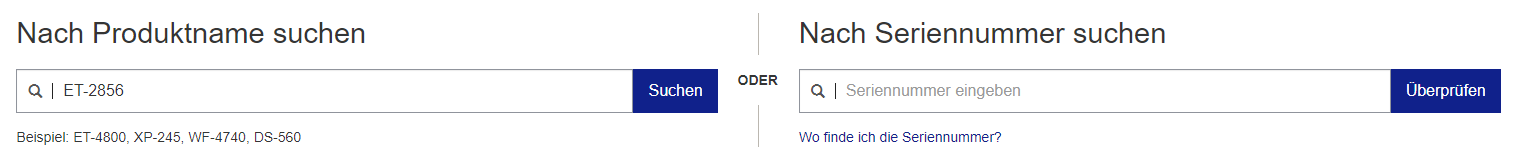 Nach Produktname suchen
ET-2856
Suchen
Beispiel: ET-4800, XP-245, WF-4740, DS-560
ODER
Nach Seriennummer suchen
Seriennummer eingeben
Überprüfen
Wo finde ich die Seriennummer?